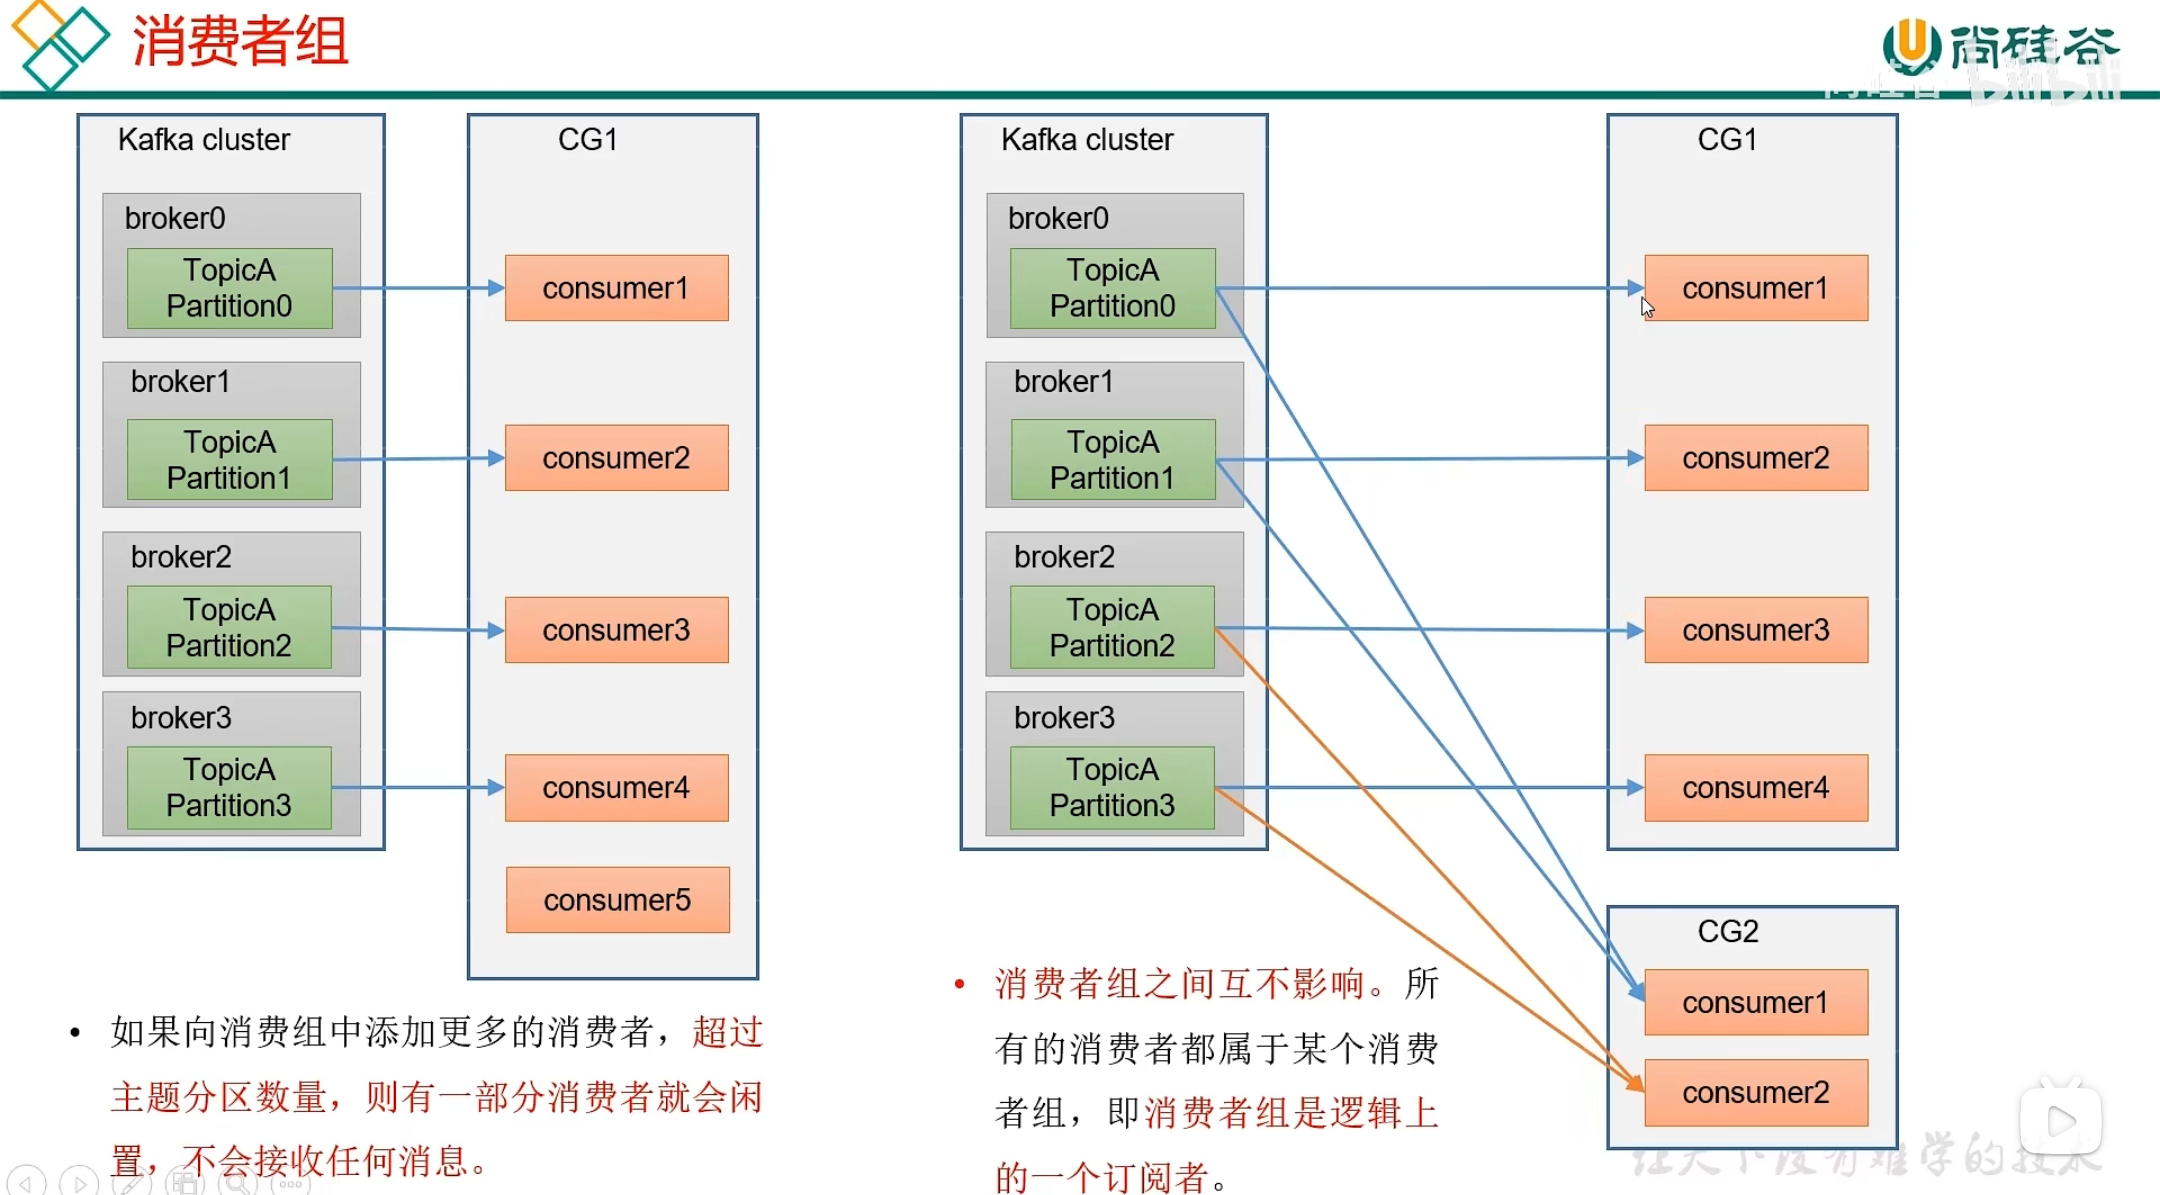 消费者组
尚硅谷
尚硅谷 bilibili
Kafka cluster
broker0
TopicA
Partition0
broker1
TopicA
Partition1
broker2
TopicA
Partition2
broker3
TopicA
Partition3
CG1
consumer1
consumer2
consumer3
consumer4
consumer5
如果向消费组中添加更多的消费者，超过
主题分区数量，则有一部分消费者就会闲
置，不会接收任何消息。
Kafka cluster
broker0
TopicA
Partition0
broker1
TopicA
Partition1
broker2
TopicA
Partition2
broker3
TopicA
Partition3
CG1
consumer1
consumer2
consumer3
consumer4
CG2
consumer1
consumer2
消费者组之间互不影响。所
有的消费者都属于某个消费
者组，即消费者组是逻辑上
的一个订阅者。
让天下没有难学的技术